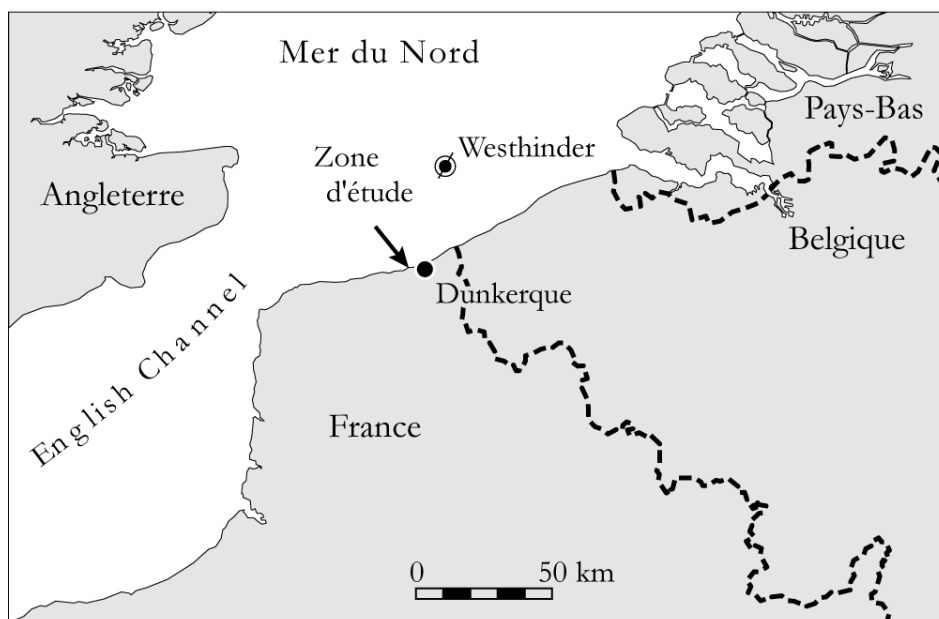 Mer du Nord
Pays-Bas
Westhinder
Zone
d'étude
Angleterre
Belgique
Dunkerque
English Channel
France
0 50 km